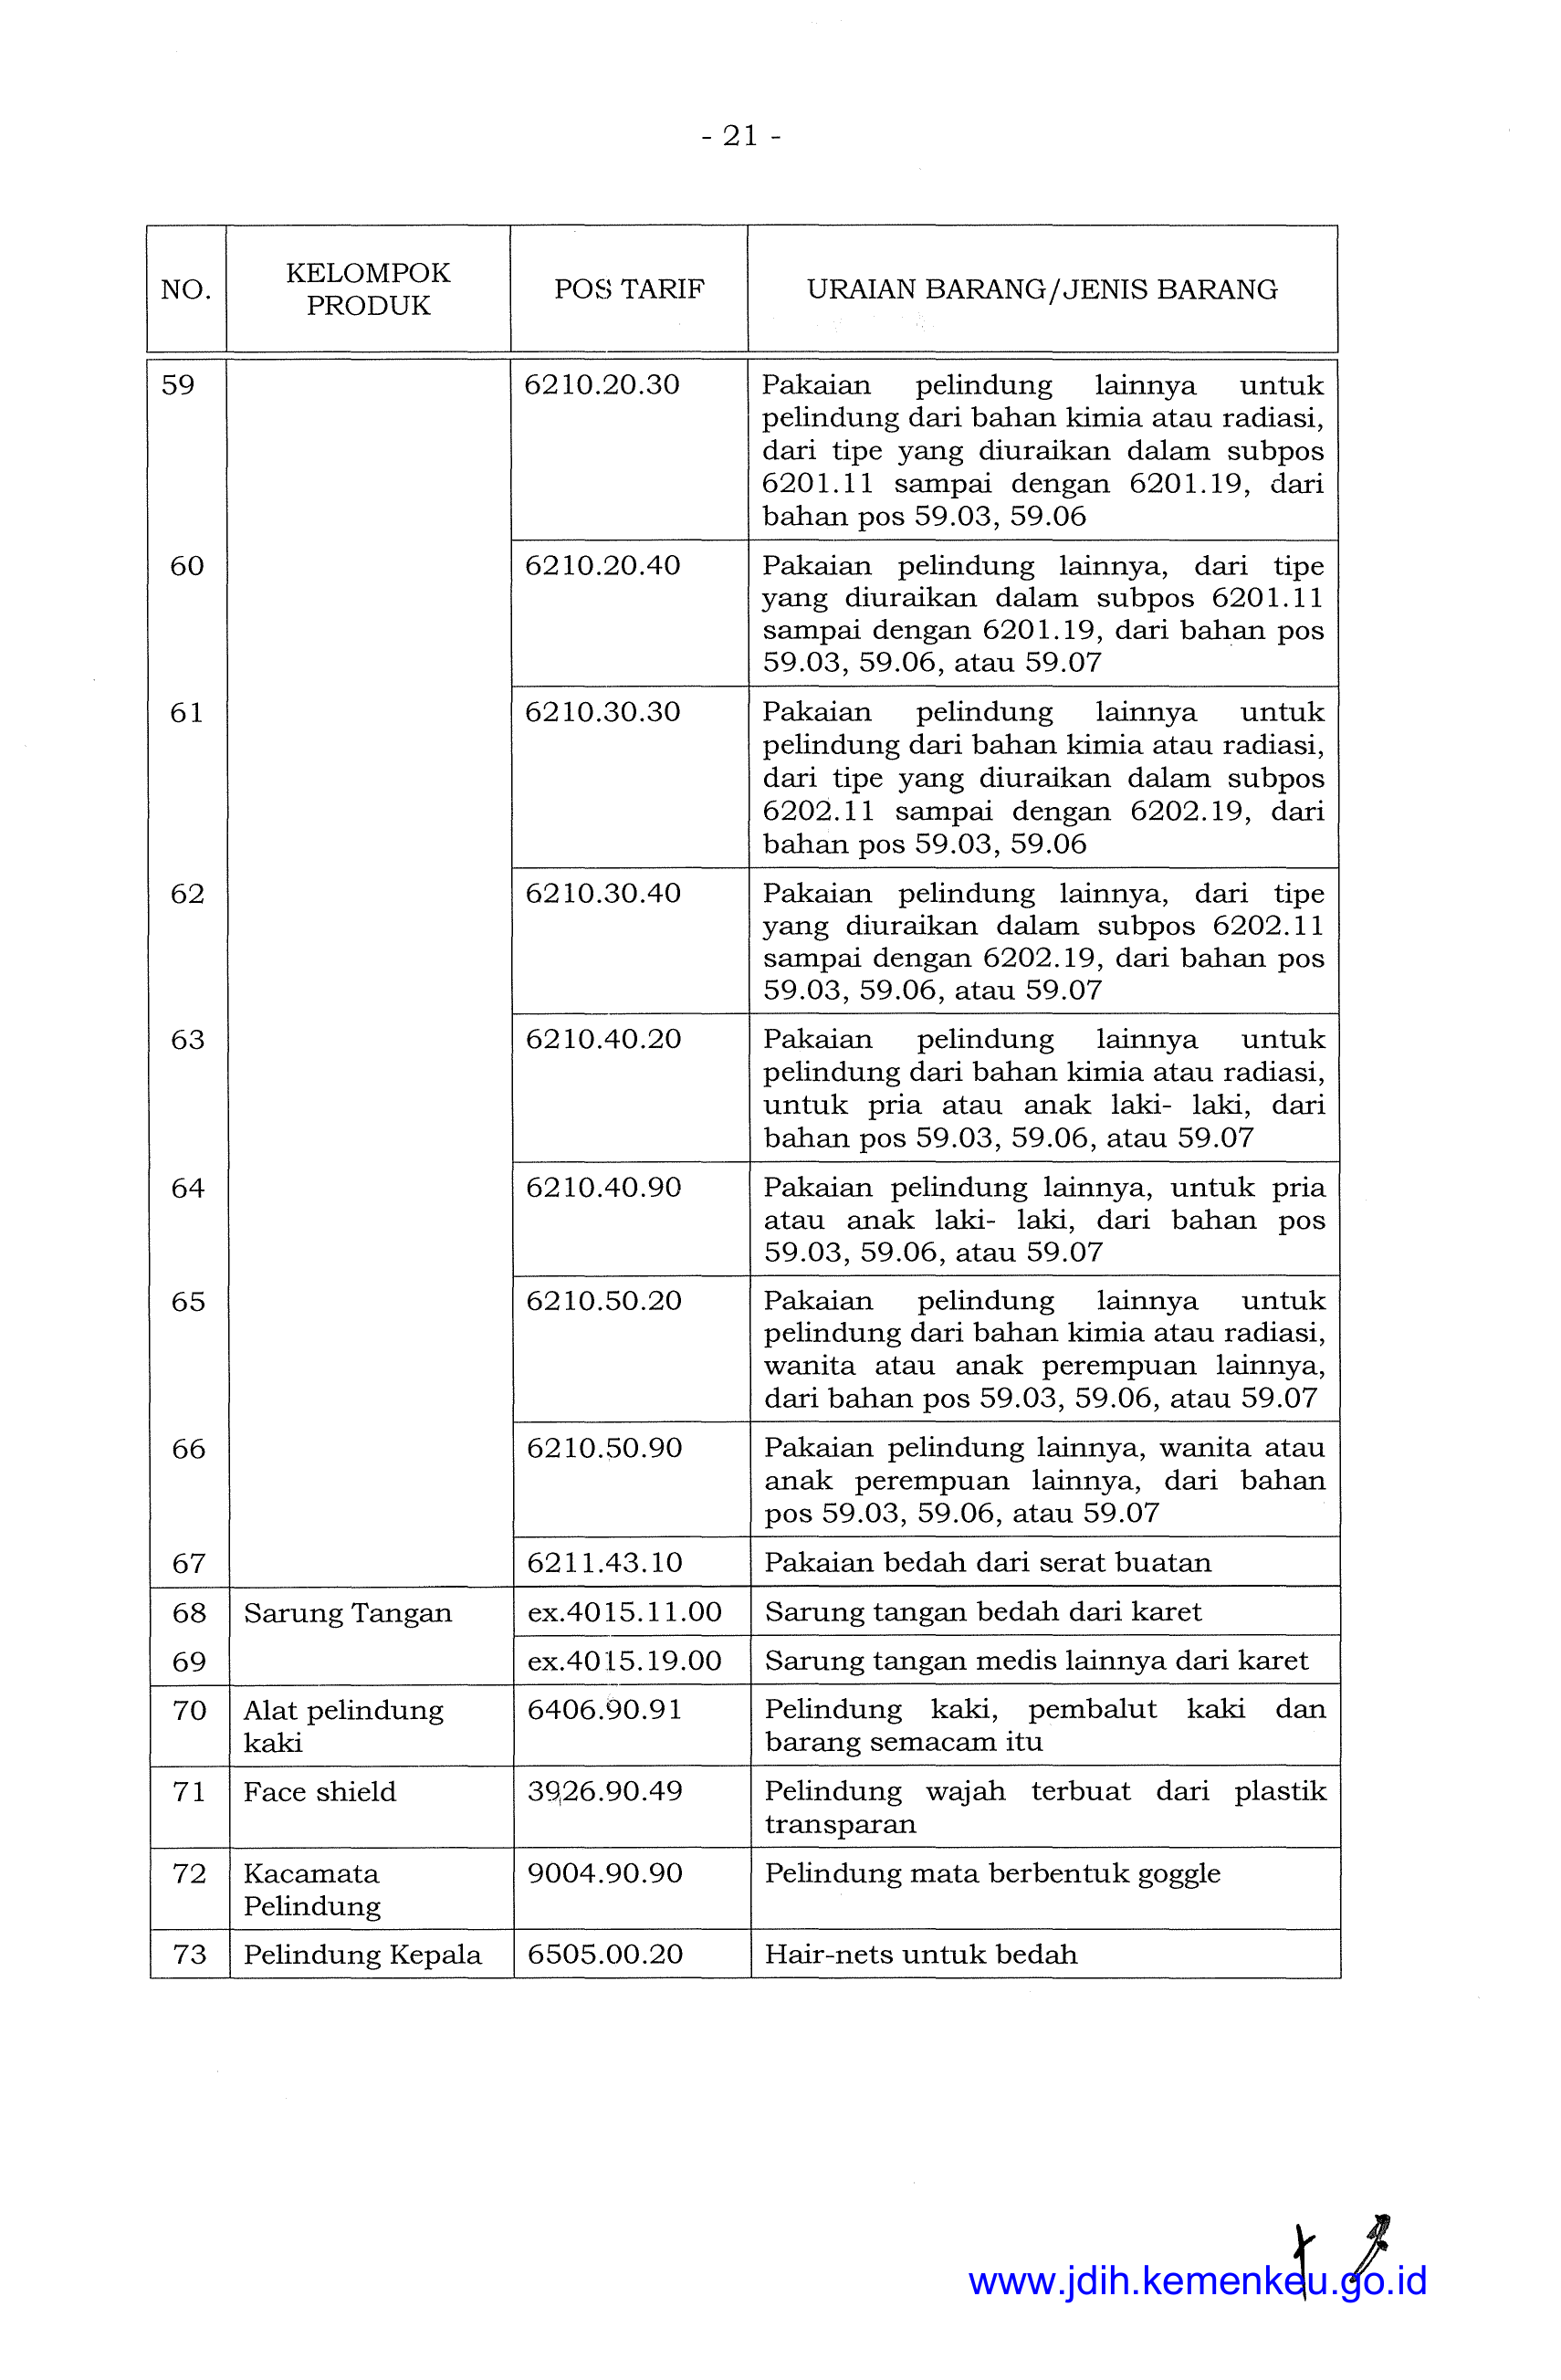 - 21 -
NO.
KELOMPOK
PRODUK
POS TARIF
URAIAN BARANG/JENIS BARANG
59
6210.20.30
Pakaian pelindung lainnya untuk
pelindung dari bahan kimia atau radiasi,
dari tipe yang diuraikan dalam subpos
6201.11 sampai dengan 6201.19, dari
bahan pos 59.03, 59.06
60
6210.20.40
Pakaian pelindung lainnya, dari tipe
yang diuraikan dalam subpos 6201.11
sampai dengan 6201.19, dari bahan pos
59.03, 59.06, atau 59.07
61
6210.30.30
Pakaian pelindung lainnya untuk
pelindung dari bahan kimia atau radiasi,
dari tipe yang diuraikan dalam subpos
6202.11 sampai dengan 6202.19, dari
bahan pos 59.03, 59.06
62
6210.30.40
Pakaian pelindung lainnya, dari tipe
yang diuraikan dalam subpos 6202.11
sampai dengan 6202.19, dari bahan pos
59.03, 59.06, atau 59.07
63
6210.40.20
Pakaian pelindung lainnya untuk
pelindung dari bahan kimia atau radiasi,
untuk pria atau anak laki- laki, dari
bahan pos 59.03, 59.06, atau 59.07
64
6210.40.90
Pakaian pelindung lainnya, untuk pria
atau anak laki- laki, dari bahan pos
59.03, 59.06, atau 59.07
65
6210.50.20
Pakaian pelindung lainnya untuk
pelindung dari bahan kimia atau radiasi,
wanita atau anak perempuan lainnya,
dari bahan pos 59.03, 59.06, atau 59.07
66
6210.50.90
Pakaian pelindung lainnya, wanita atau
anak perempuan lainnya, dari bahan
pos 59.03, 59.06, atau 59.07
67
6211.43.10
Pakaian bedah dari serat buatan
68
Sarung Tangan
ex.4015.11.00
Sarung tangan bedah dari karet
69
ex.4015.19.00
Sarung tangan medis lainnya dari karet
70
Alat pelindung
kaki
6406.90.91
Pelindung kaki, pembalut kaki dan
barang semacam itu
71
Face shield
3926.90.49
Pelindung wajah terbuat dari plastik
transparan
72
Kacamata
Pelindung
9004.90.90
Pelindung mata berbentuk goggle
73
Pelindung Kepala
6505.00.20
Hair-nets untuk bedah
www.jdih.kemenkeu.go.id